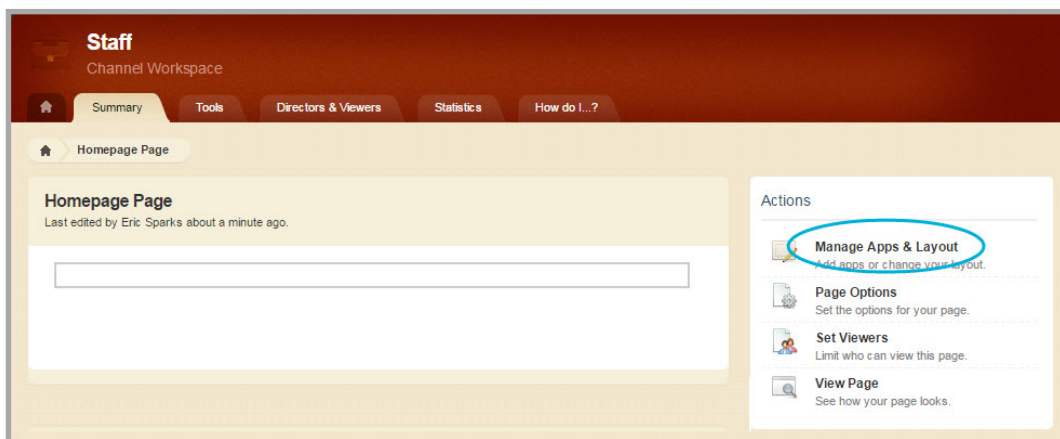 Staff
Channel Workspace
Summary
Tools
Directors & Viewers
Statistics
How do I...?
Homepage Page
Homepage Page
Last edited by Eric Sparks about a minute ago.
Actions
Manage Apps & Layout
Add apps or change your layout.
Page Options
Set the options for your page.
Set Viewers
Limit who can view this page.
View Page
See how your page looks.